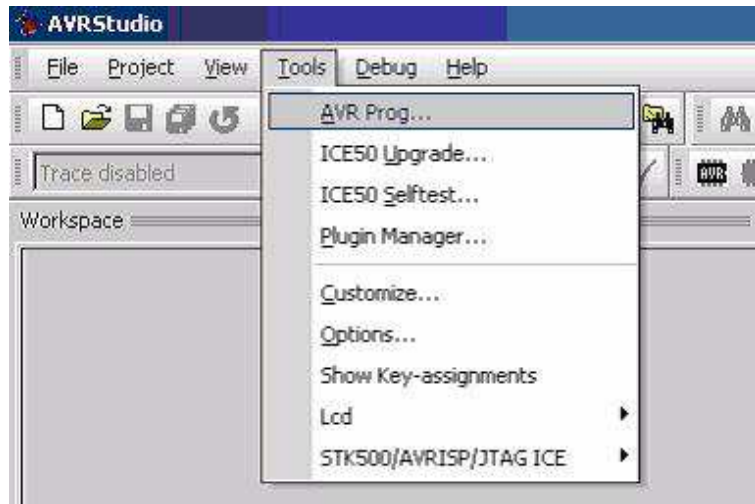 AVRStudio
File Project View Tools Debug Help
AVR Prog...
Trace disabled
ICE50 Upgrade...
AVR
ICE50 Selftest...
Workspace
Plugin Manager...
Customize...
Options...
Show Key-assignments
Lcd
STK500/AVRISP/JTAG ICE